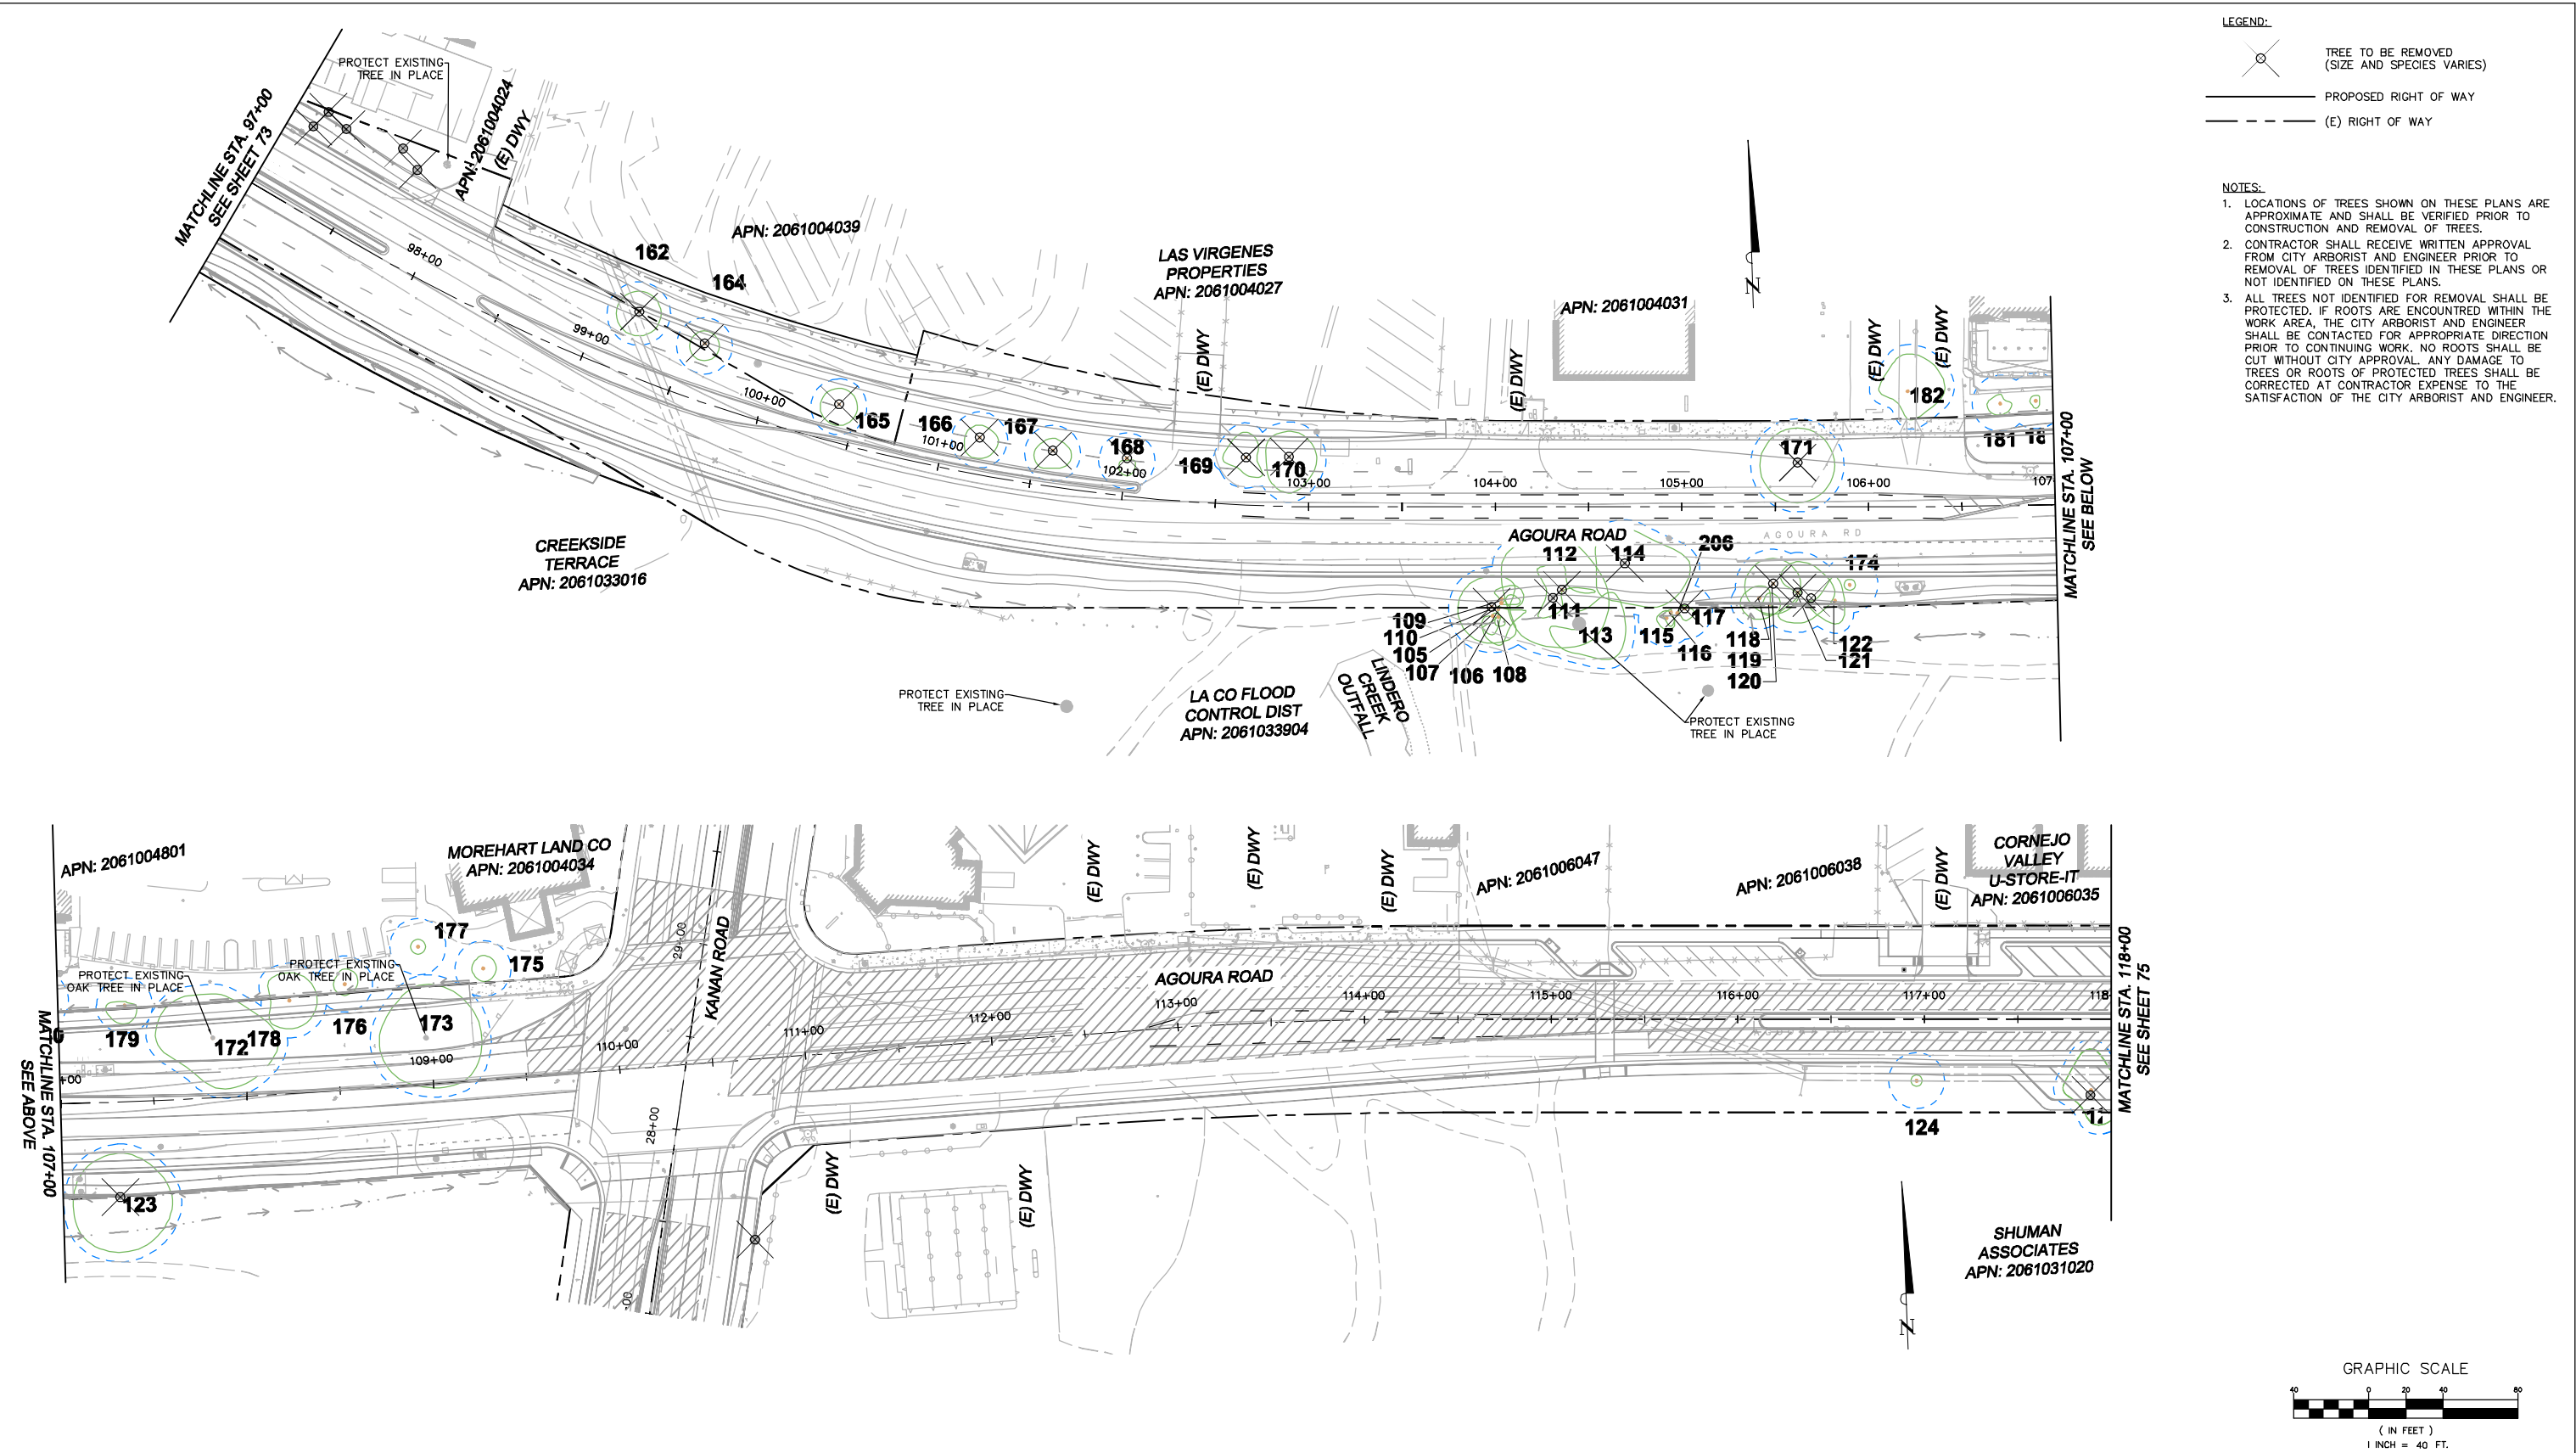 LEGEND:
TREE TO BE REMOVED
(SIZE AND SPECIES VARIES)
PROPOSED RIGHT OF WAY
(E) RIGHT OF WAY
NOTES:
1. LOCATIONS OF TREES SHOWN ON THESE PLANS ARE
APPROXIMATE AND SHALL BE VERIFIED PRIOR TO
CONSTRUCTION AND REMOVAL OF TREES.
2. CONTRACTOR SHALL RECEIVE WRITTEN APPROVAL
FROM CITY ARBORIST AND ENGINEER PRIOR TO
REMOVAL OF TREES IDENTIFIED IN THESE PLANS OR
NOT IDENTIFIED ON THESE PLANS.
3. ALL TREES NOT IDENTIFIED FOR REMOVAL SHALL BE
PROTECTED. IF ROOTS ARE ENCOUNTRED WITHIN THE
WORK AREA, THE CITY ARBORIST AND ENGINEER
SHALL BE CONTACTED FOR APPROPRIATE DIRECTION
PRIOR TO CONTINUING WORK. NO ROOTS SHALL BE
CUT WITHOUT CITY APPROVAL. ANY DAMAGE TO
TREES OR ROOTS OF PROTECTED TREES SHALL BE
CORRECTED AT CONTRACTOR EXPENSE TO THE
SATISFACTION OF THE CITY ARBORIST AND ENGINEER.
PROTECT EXISTING
TREE IN PLACE
MATCHLINE STA. 97+00
SEE SHEET 73
APN: 2061004024
(E) DWY
APN: 2061004039
162
164
98+00
99+00
100+00
165
166
101+00
167
168
102+00
LAS VIRGENES
PROPERTIES
APN: 2061004027
(E) DWY
169
170
103+00
104+00
(E) DWY
APN: 2061004031
105+00
171
106+00
(E) DWY
(E) DWY
182
181
18
107
N
MATCHLINE STA. 107+00
SEE BELOW
CREEKSIDE
TERRACE
APN: 2061033016
AGOURA ROAD
AGOURA RD
112
114
206
174
109
110
105
107
106
108
111
113
115
116
117
118
119
120
122
121
PROTECT EXISTING
TREE IN PLACE
LA CO FLOOD
CONTROL DIST
APN: 2061033904
LINDERO
CREEK
OUTFALL
PROTECT EXISTING
TREE IN PLACE
APN: 2061004801
MOREHART LAND CO
APN: 2061004034
177
175
PROTECT EXISTING
OAK TREE IN PLACE
PROTECT EXISTING
OAK TREE IN PLACE
0
179
172
178
176
173
+00
109+00
110+00
MATCHLINE STA. 107+00
SEE ABOVE
123
29+00
KANAN ROAD
28+00
:00
111+00
112+00
AGOURA ROAD
113+00
114+00
115+00
116+00
117+00
118
(E) DWY
(E) DWY
(E) DWY
APN: 2061006047
APN: 2061006038
(E) DWY
CORNEJO
VALLEY
U-STORE-IT
APN: 2061006035
MATCHLINE STA. 118+00
SEE SHEET 75
124
(E) DWY
(E) DWY
SHUMAN
ASSOCIATES
APN: 2061031020
N
GRAPHIC SCALE
40 0 20 40 80
( IN FEET )
1 INCH = 40 FT.